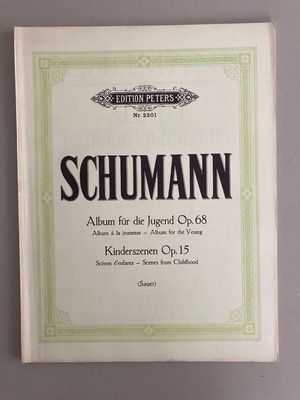 EDITION PETERS
Nr. 2301
SCHUMANN
Album für die Jugend Op. 68
Album à la jeunesse – Album for the Young
Kinderszenen Op. 15
Scènes d'enfants – Scenes from Childhood
(Sauer)